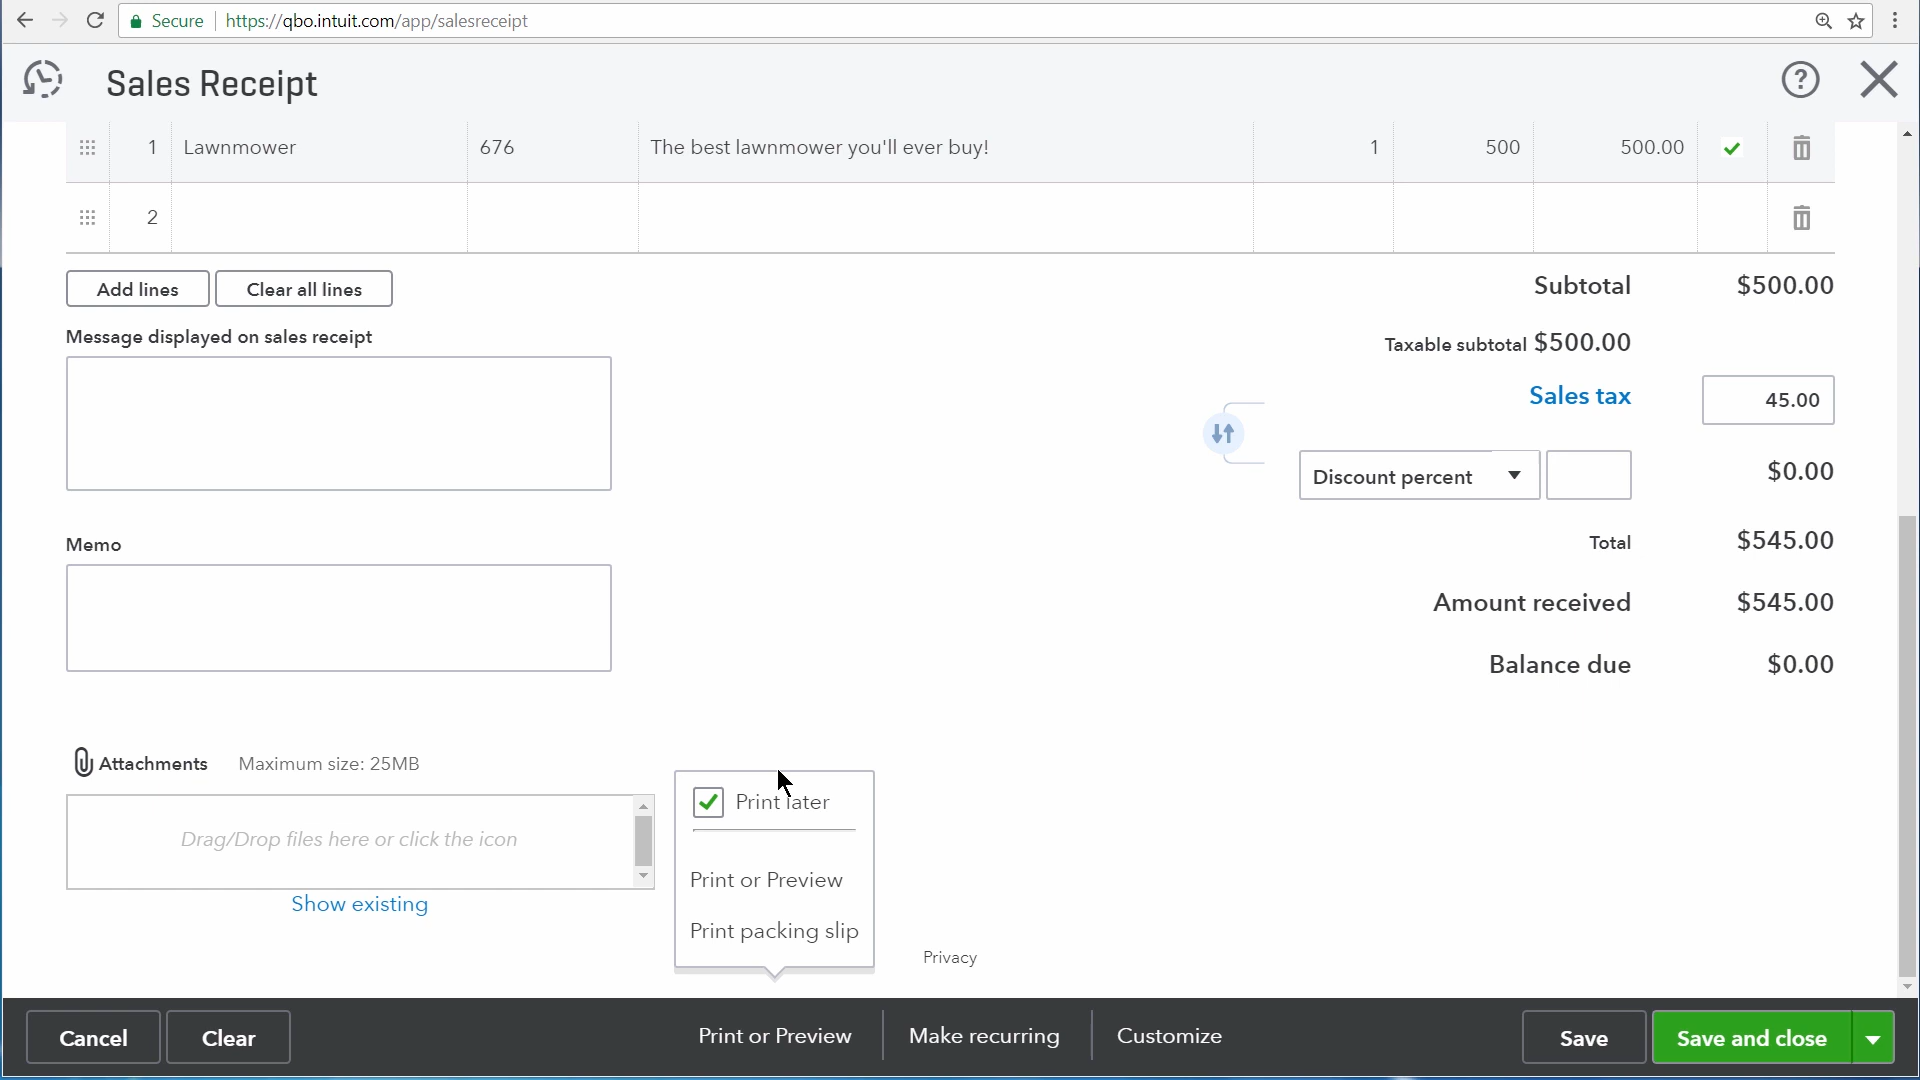 Secure https://qbo.intuit.com/app/salesreceipt
Sales Receipt
1 Lawnmower 676 The best lawnmower you'll ever buy! 1 500 500.00
2
Add lines Clear all lines
Subtotal $500.00
Message displayed on sales receipt
Taxable subtotal $500.00
Sales tax 45.00
Discount percent $0.00
Memo
Total $545.00
Amount received $545.00
Balance due $0.00
Attachments Maximum size: 25MB
Drag/Drop files here or click the icon
Show existing
Print later
Print or Preview
Print packing slip
Privacy
Cancel Clear Print or Preview Make recurring Customize Save Save and close